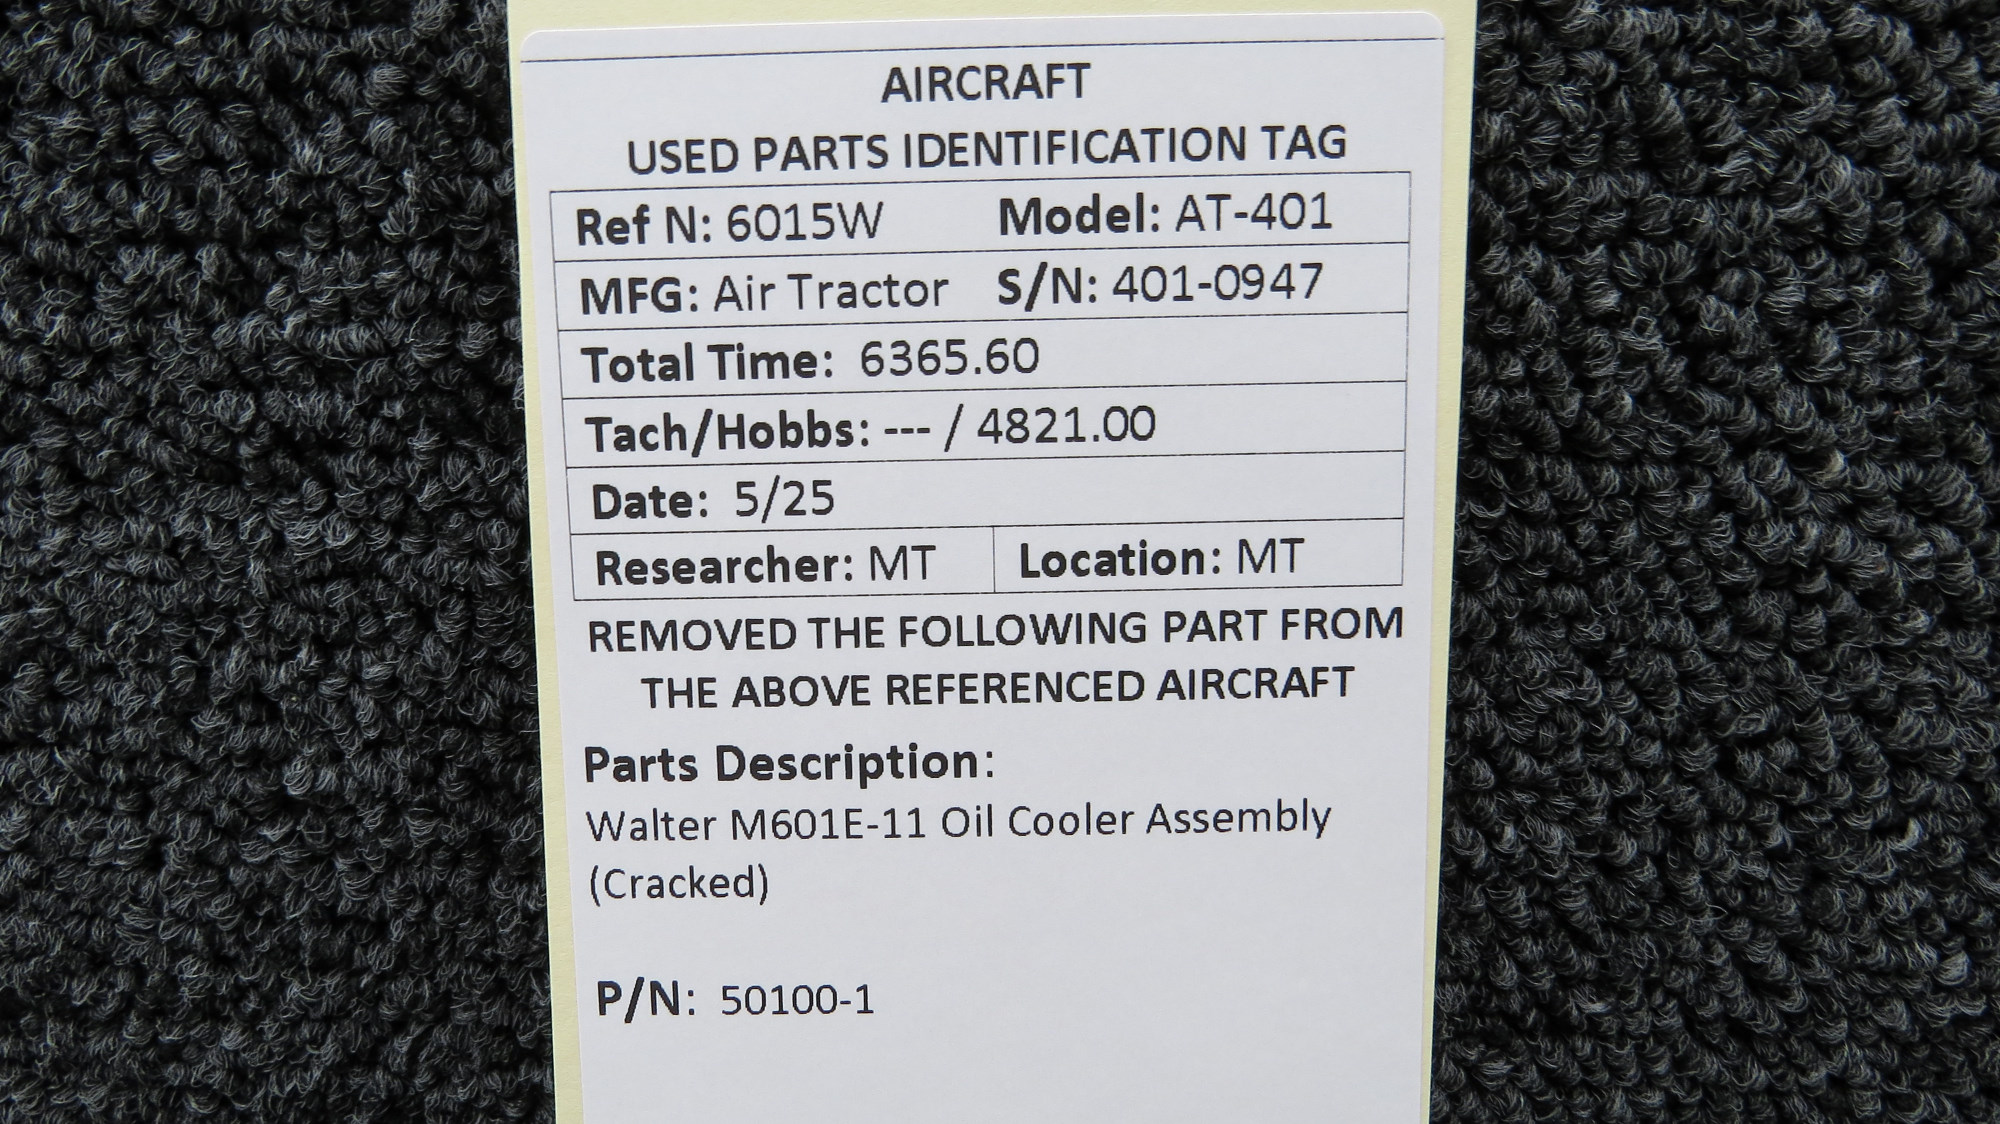 AIRCRAFT
USED PARTS IDENTIFICATION TAG
Ref N: 6015W Model: AT-401
MFG: Air Tractor S/N: 401-0947
Total Time: 6365.60
Tach/Hobbs: --- / 4821.00
Date: 5/25
Researcher: MT Location: MT
REMOVED THE FOLLOWING PART FROM
THE ABOVE REFERENCED AIRCRAFT
Parts Description:
Walter M601E-11 Oil Cooler Assembly
(Cracked)
P/N: 50100-1